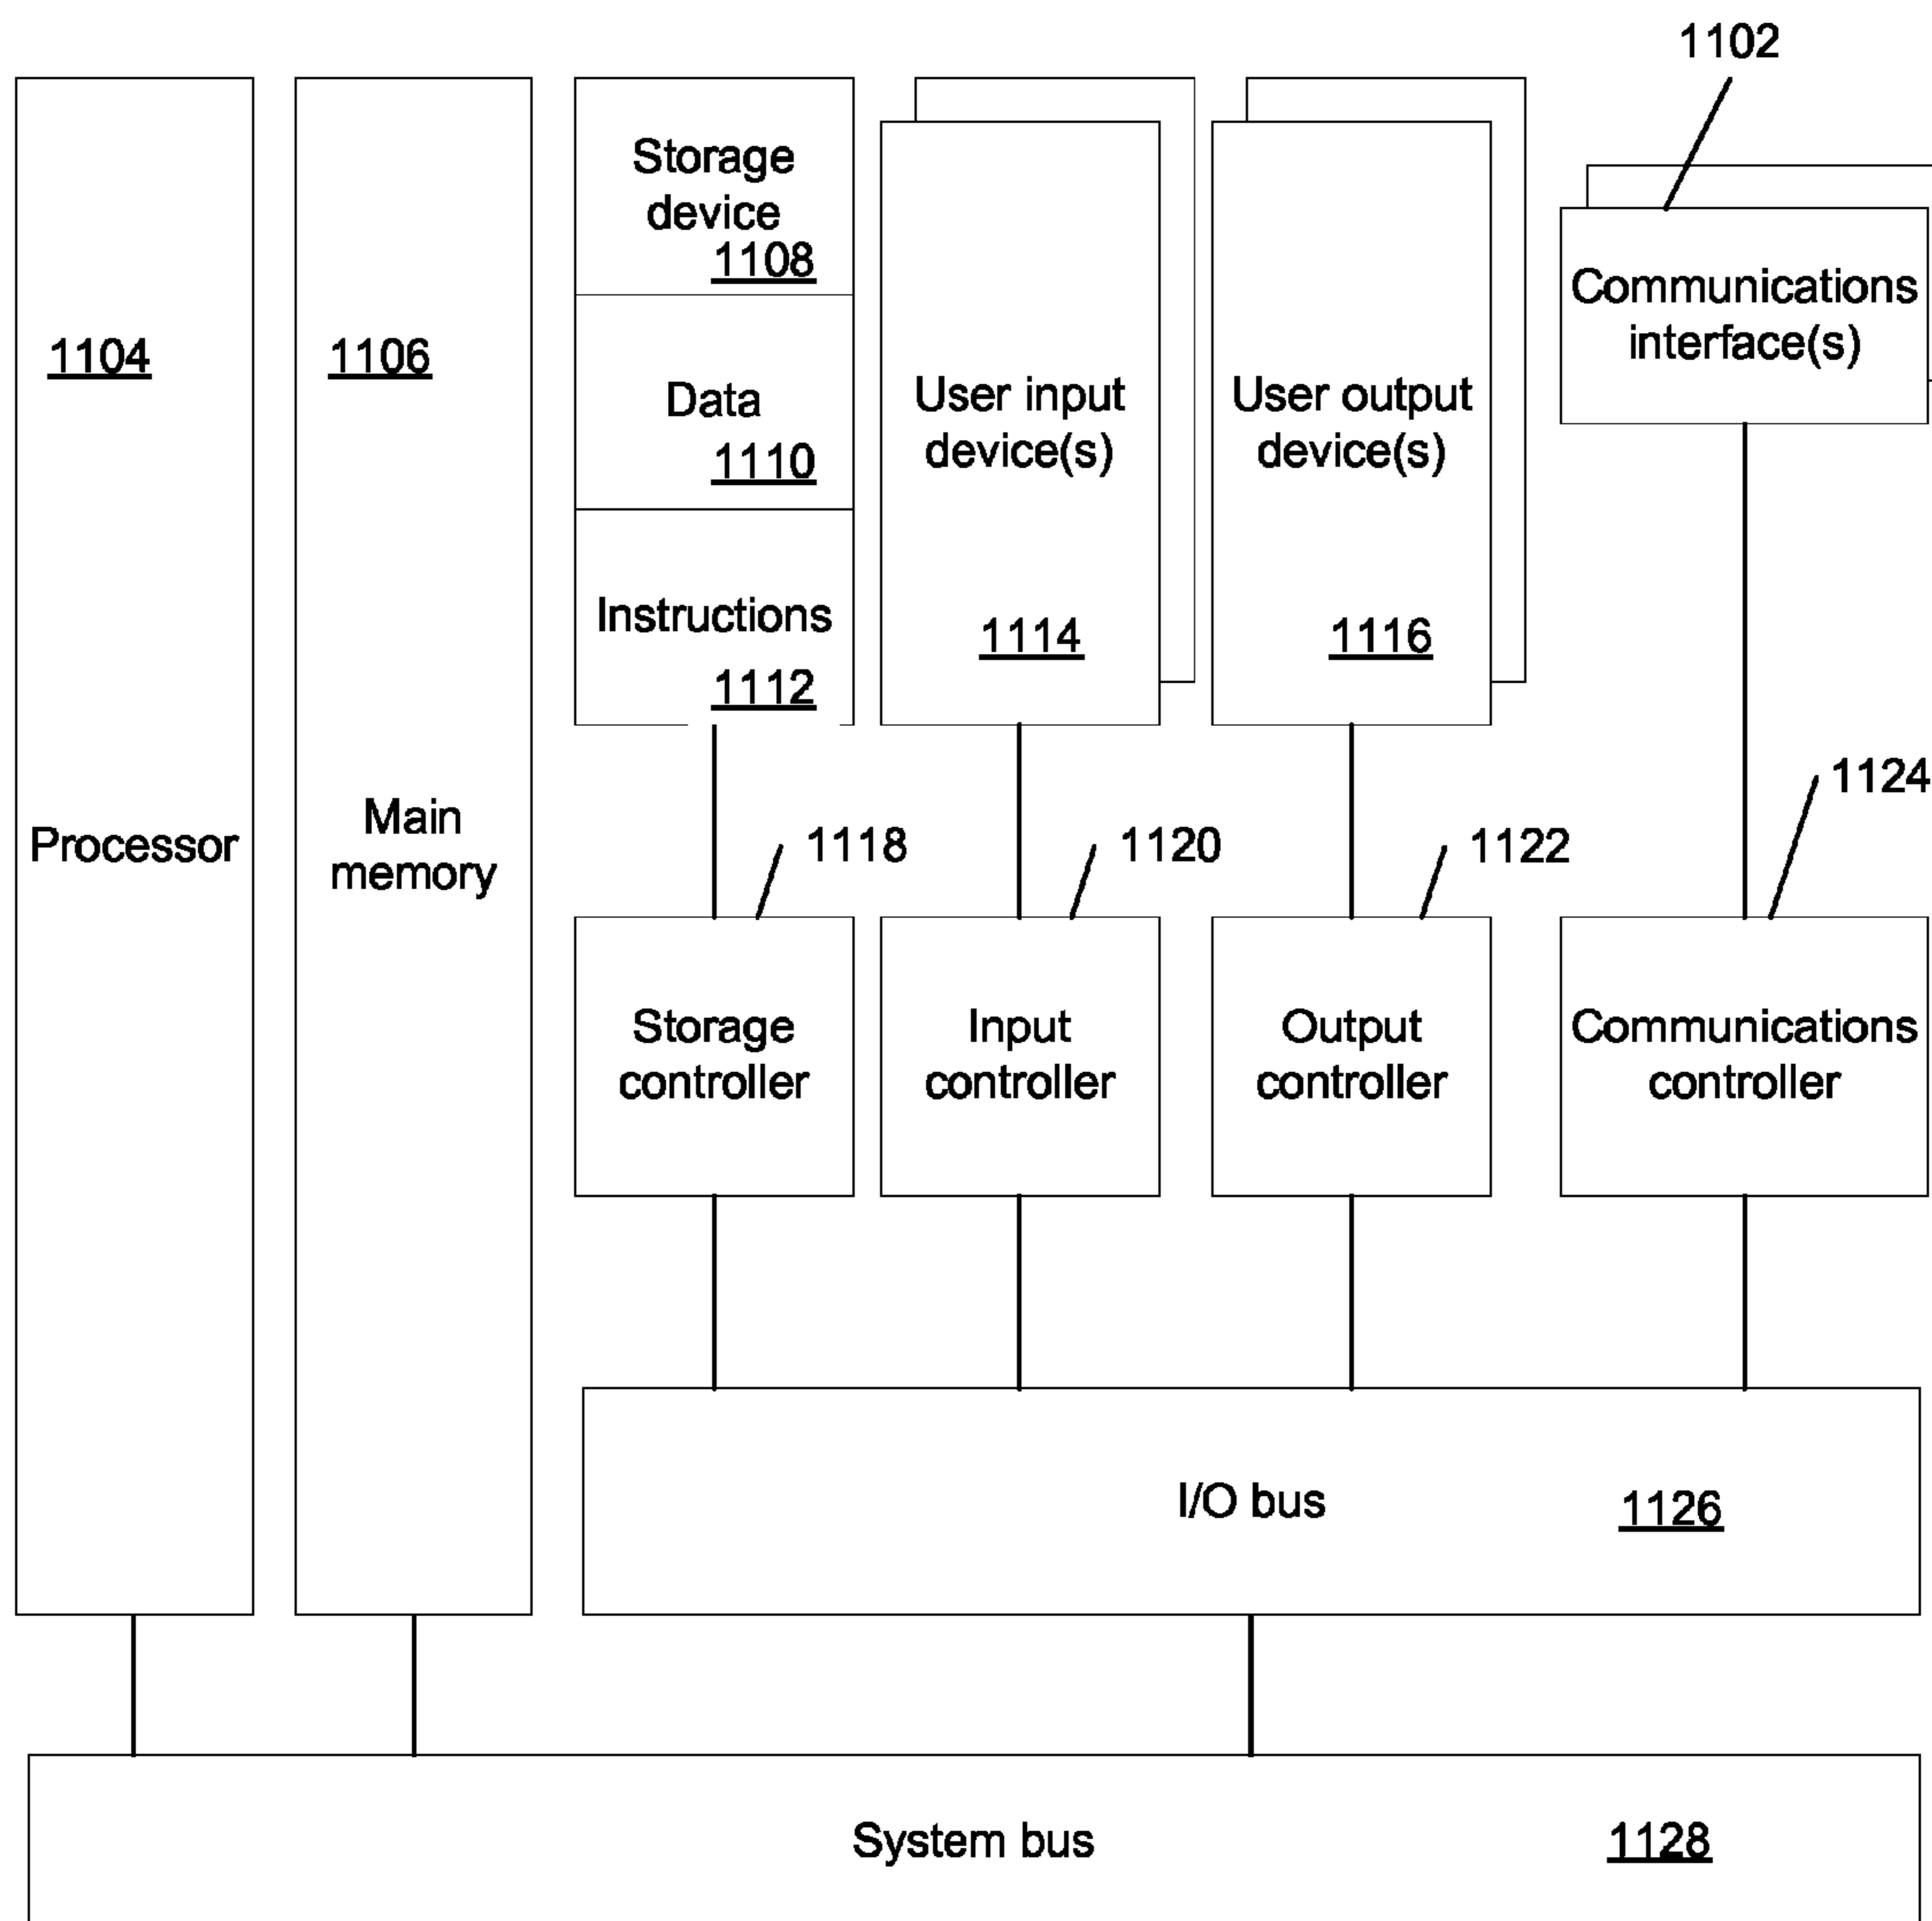 1102
Storage
device
1108
Communications
interface(s)
1104
1106
Data
1110
User input
device(s)
User output
device(s)
Instructions
1112
1114
1116
Processor
Main
memory
1118
1120
1122
1124
Storage
controller
Input
controller
Output
controller
Communications
controller
I/O bus
1126
System bus
1128